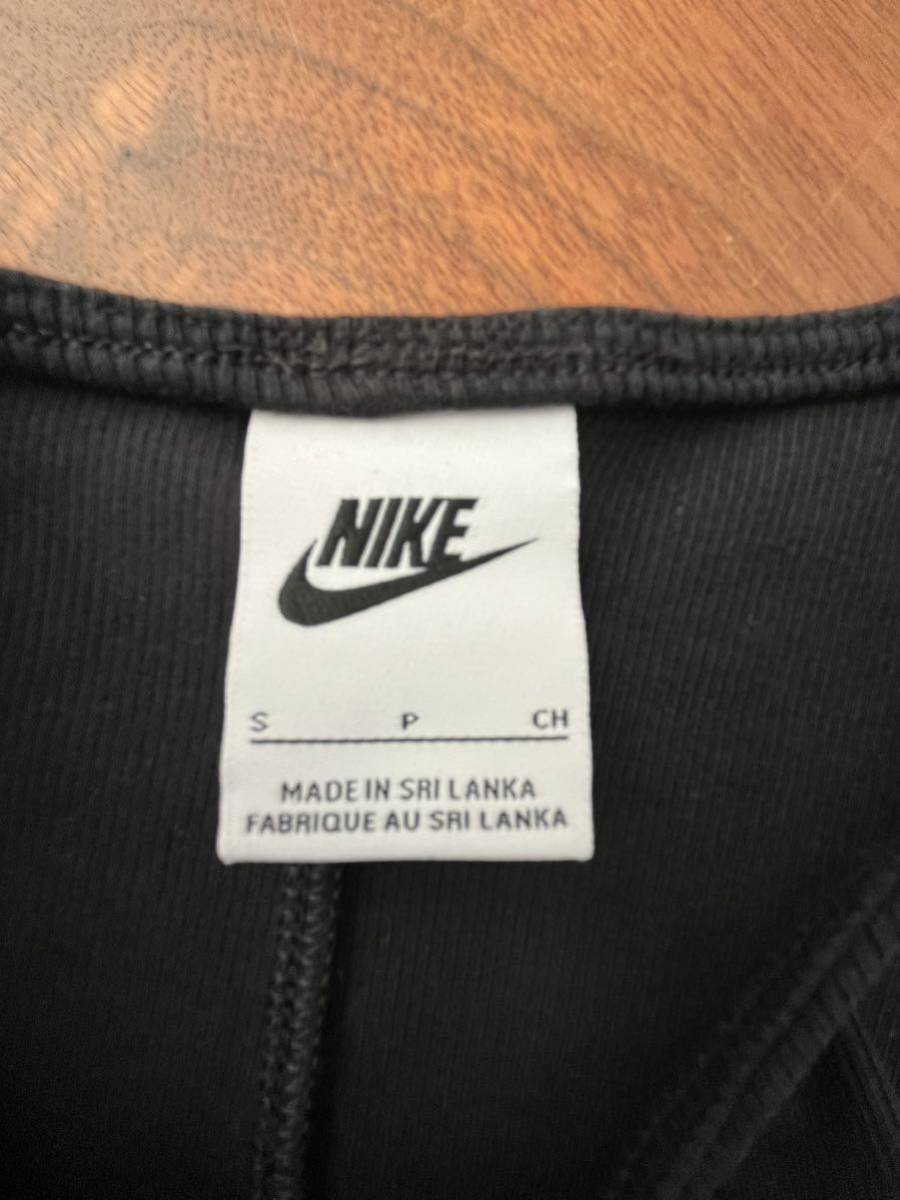 NIKE
S P CH
MADE IN SRI LANKA
FABRIQUE AU SRI LANKA